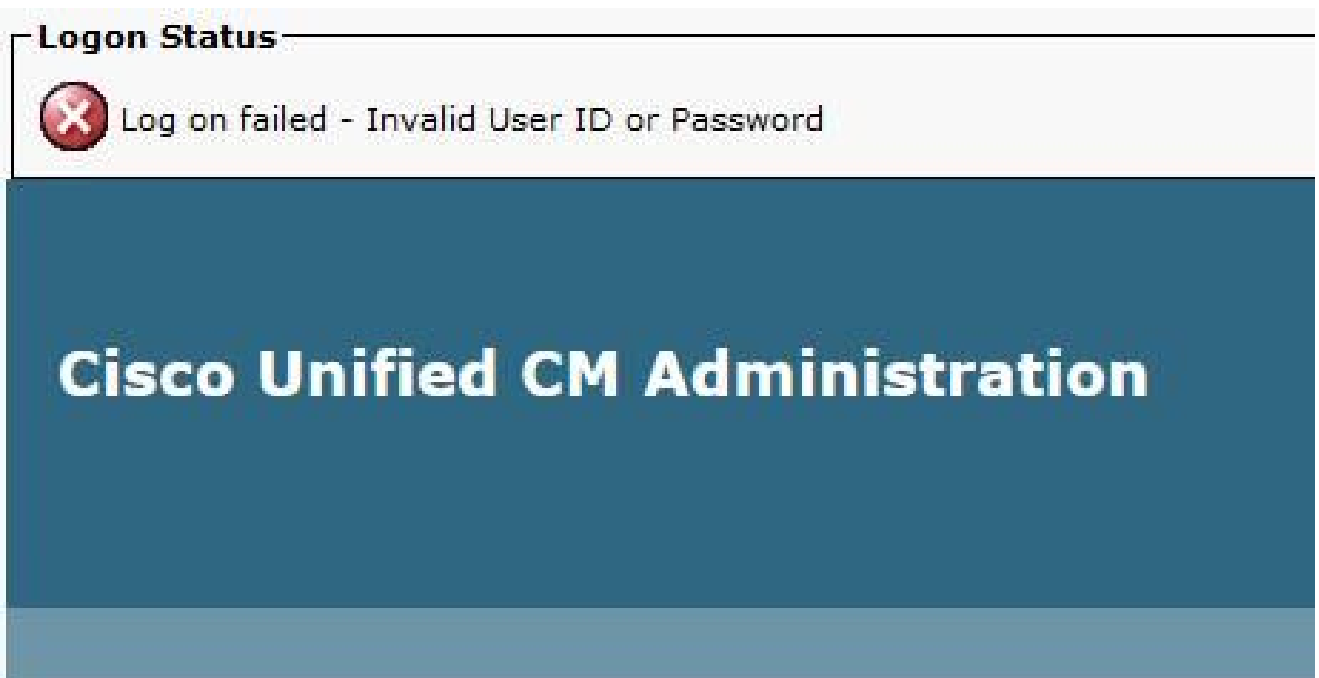 Logon Status
Log on failed - Invalid User ID or Password
Cisco Unified CM Administration